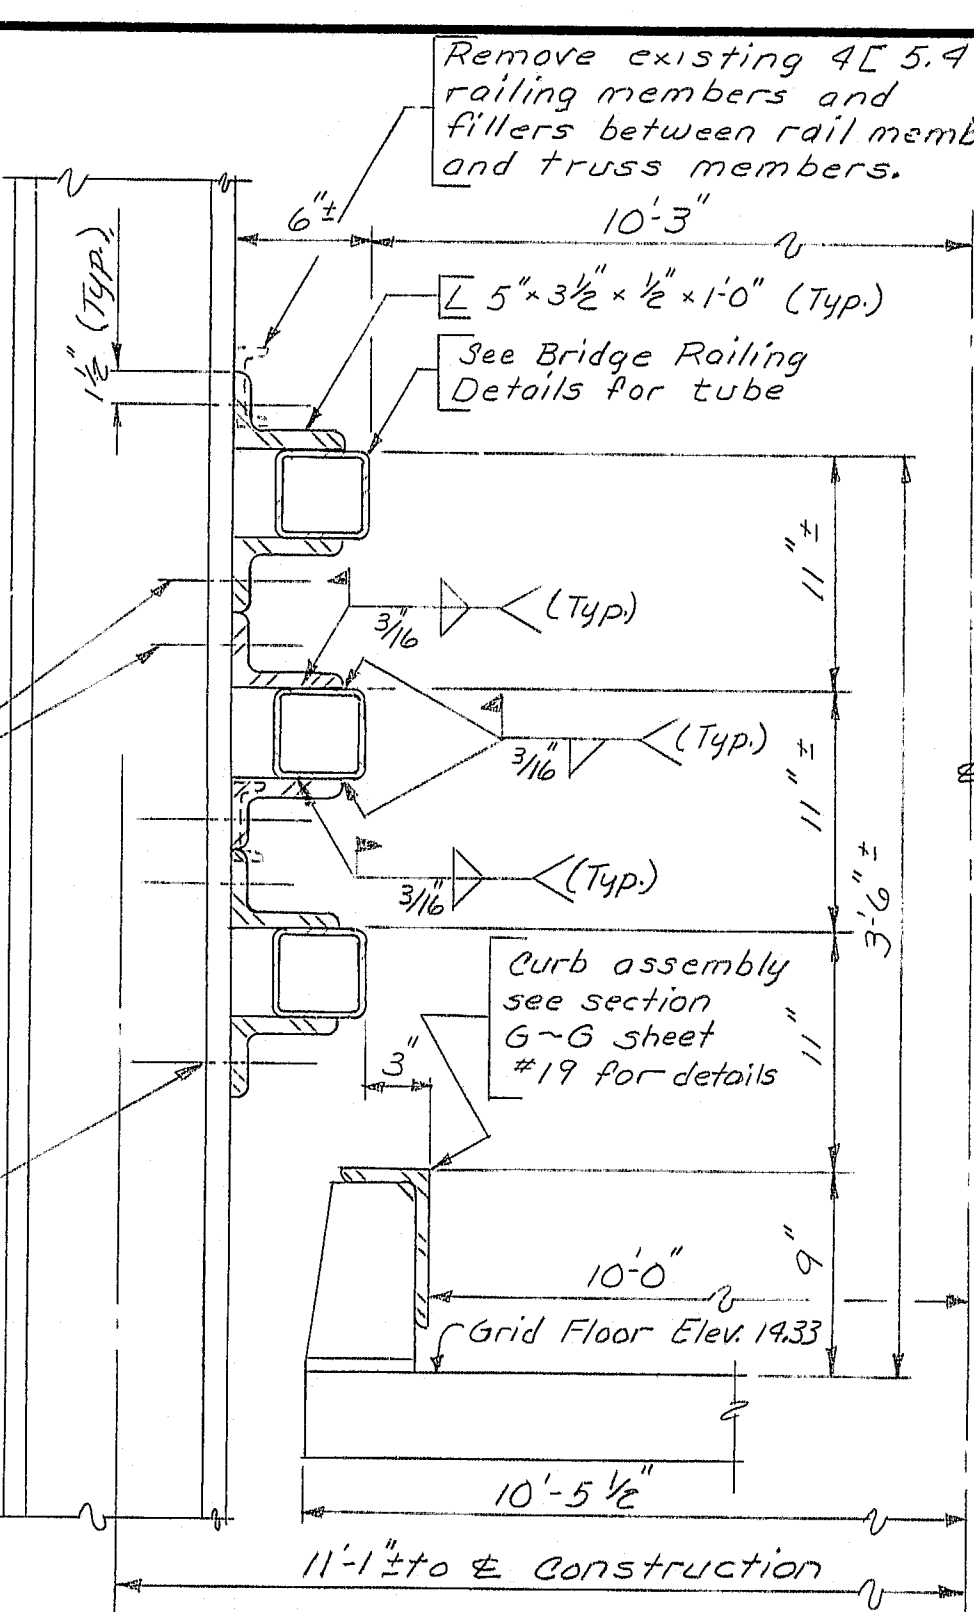 Remove existing 4[ 5.4
railing members and
fillers between rail memb
and truss members.
6"±
10'-3"
1½" (Typ.)
L 5"×3½"×½"×1'-0" (Typ.)
See Bridge Railing
Details for tube
11"±
3/16" (Typ.)
3/16" (Typ.)
11"±
3/16" (Typ.)
3'-6"±
Curb assembly
see section
G~G sheet
#19 for details
11"
3"
9"
10'-0"
Grid Floor Elev. 14.33
10'-5½"
11'-1"± to ℄ Construction